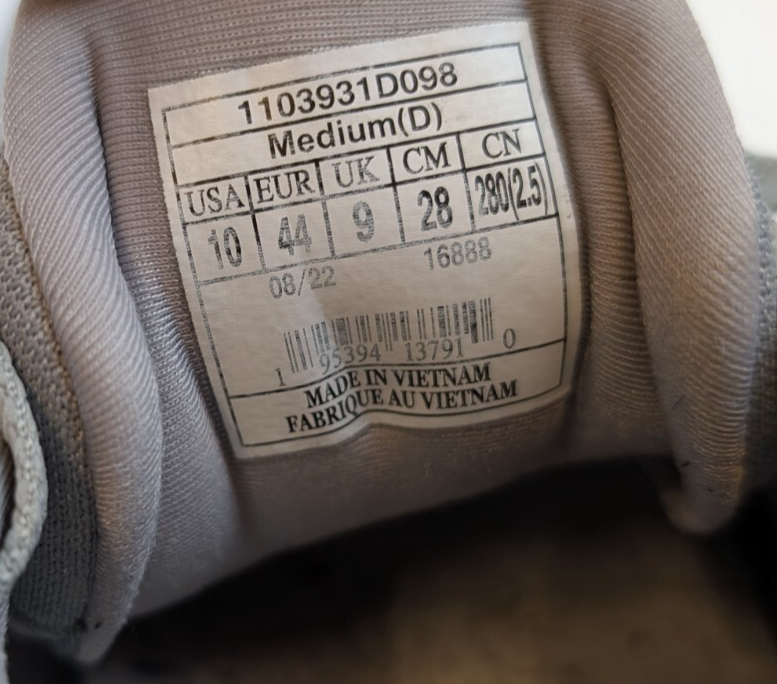 1103931D098
Medium(D)
USA EUR UK CM CN
10 44 9 28 280(2.5)
08/22 16888
1 95394 13791 0
MADE IN VIETNAM
FABRIQUE AU VIETNAM